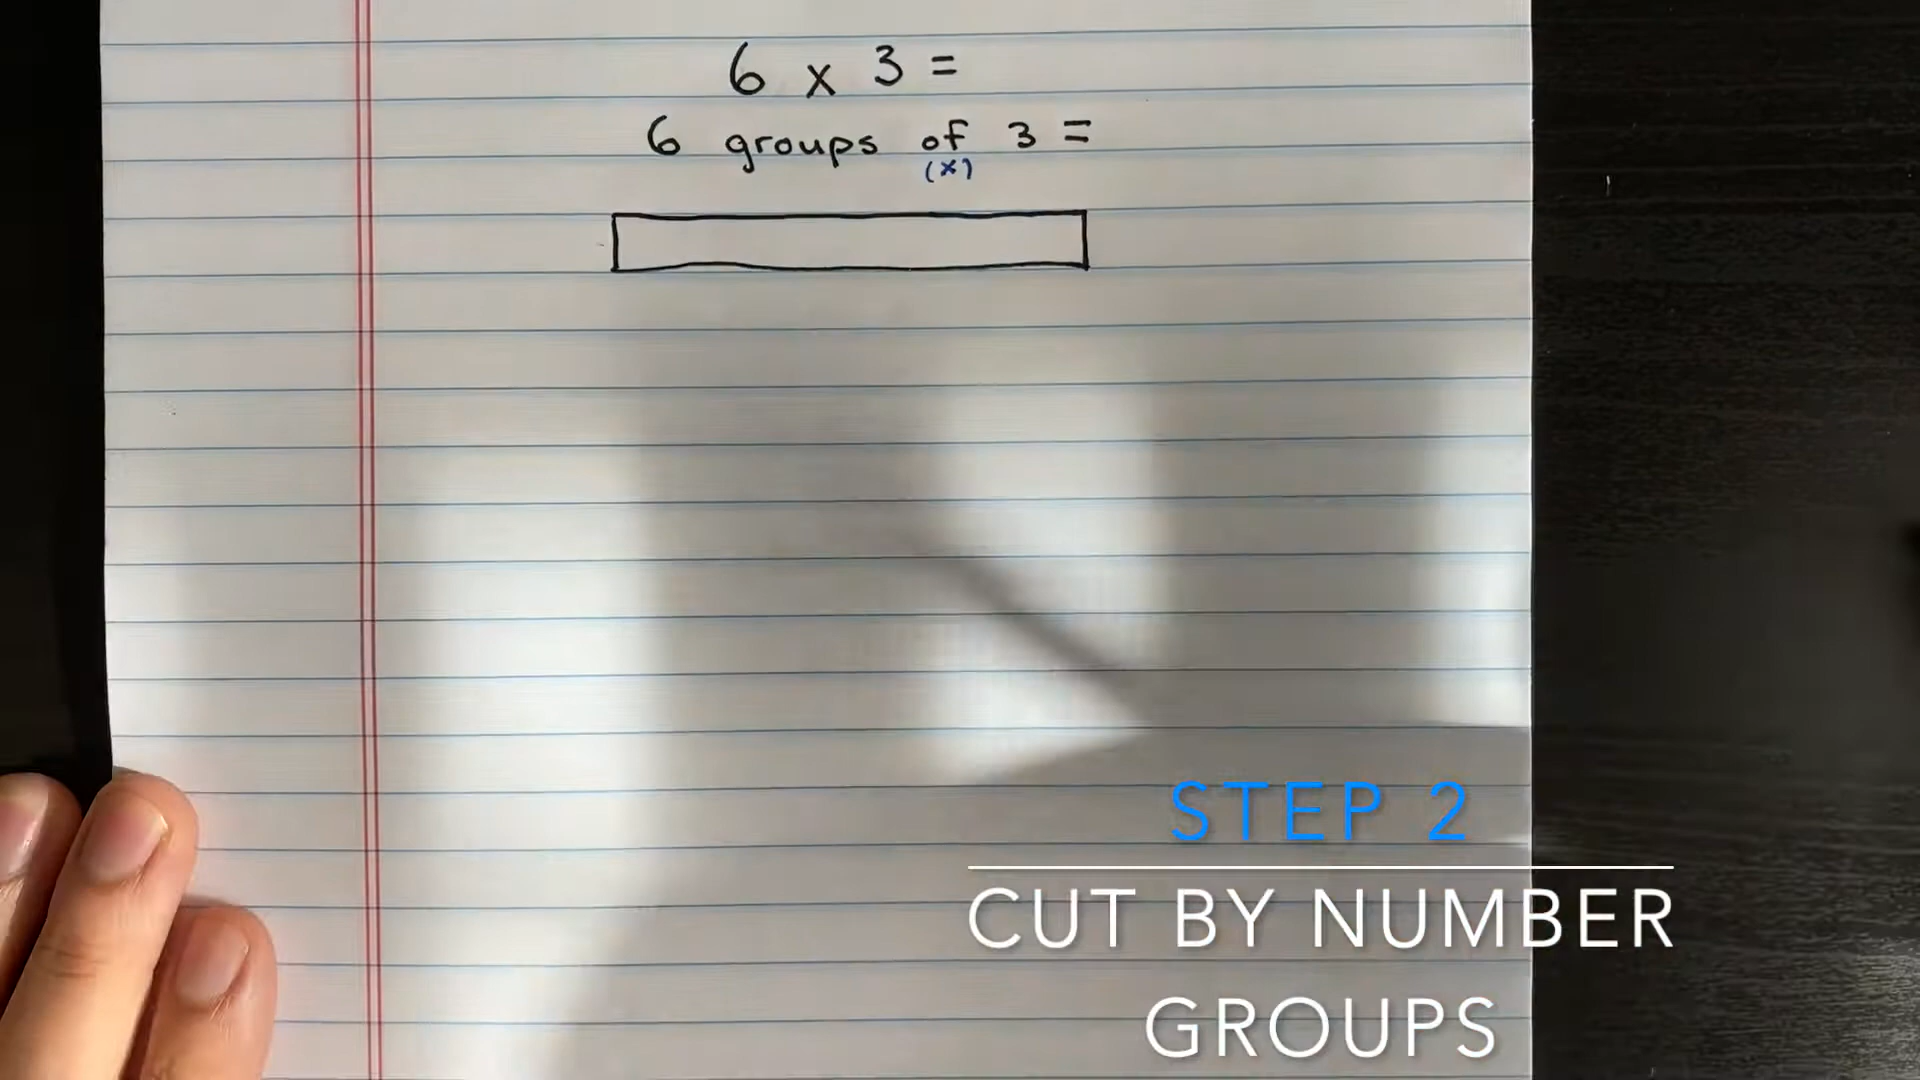 6 x 3 =
6 groups of 3 =
(x)
STEP 2
CUT BY NUMBER
GROUPS